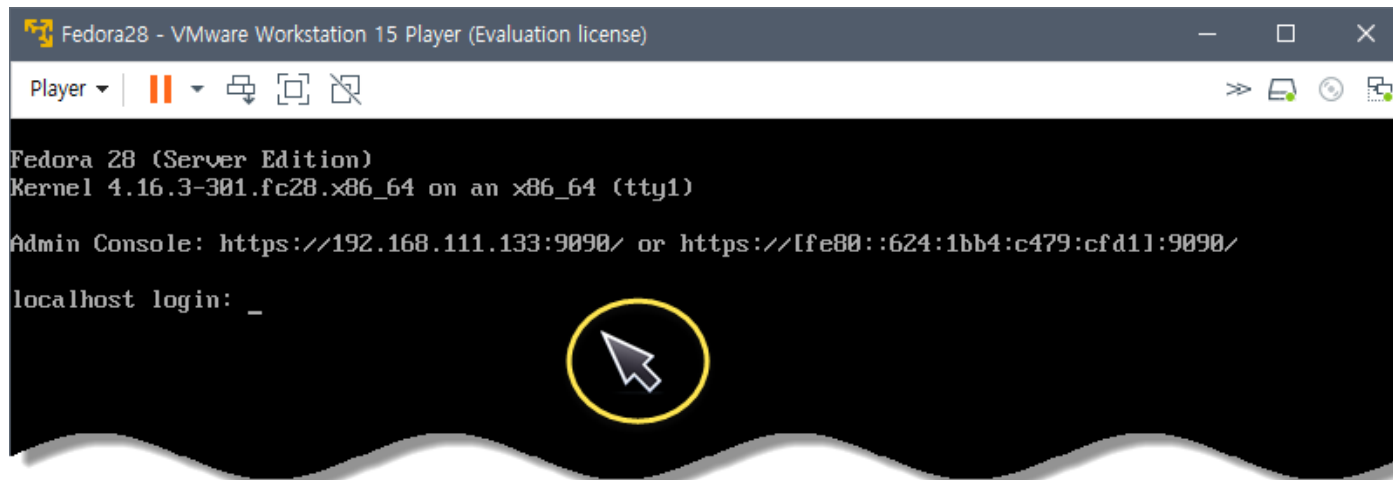 Fedora28 - VMware Workstation 15 Player (Evaluation license)
Player
Fedora 28 (Server Edition)
Kernel 4.16.3-301.fc28.x86_64 on an x86_64 (tty1)
Admin Console: https://192.168.111.133:9090/ or https://[fe80::624:1bb4:c479:cfd1]:9090/
localhost login: _